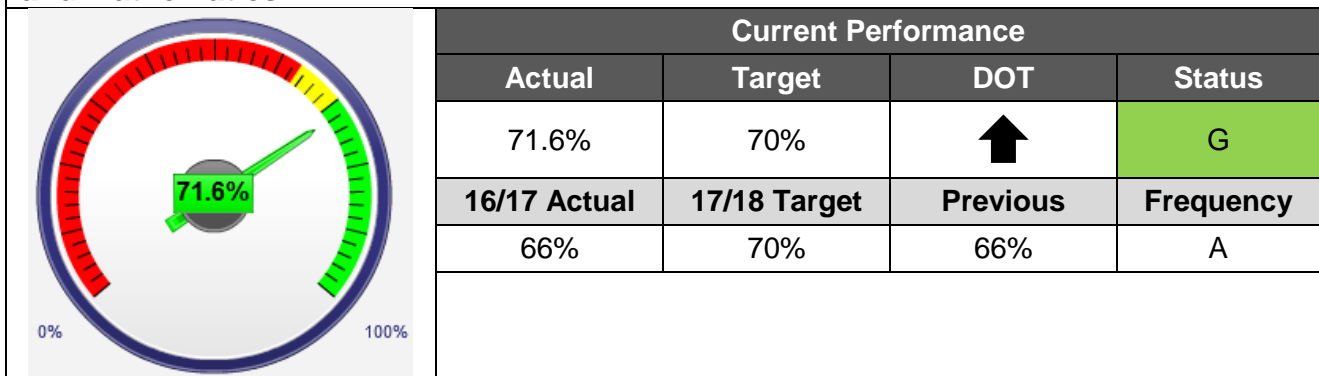 71.6%
0%
100%
Current Performance
Actual Target DOT Status
71.6% 70% G
16/17 Actual 17/18 Target Previous Frequency
66% 70% 66% A